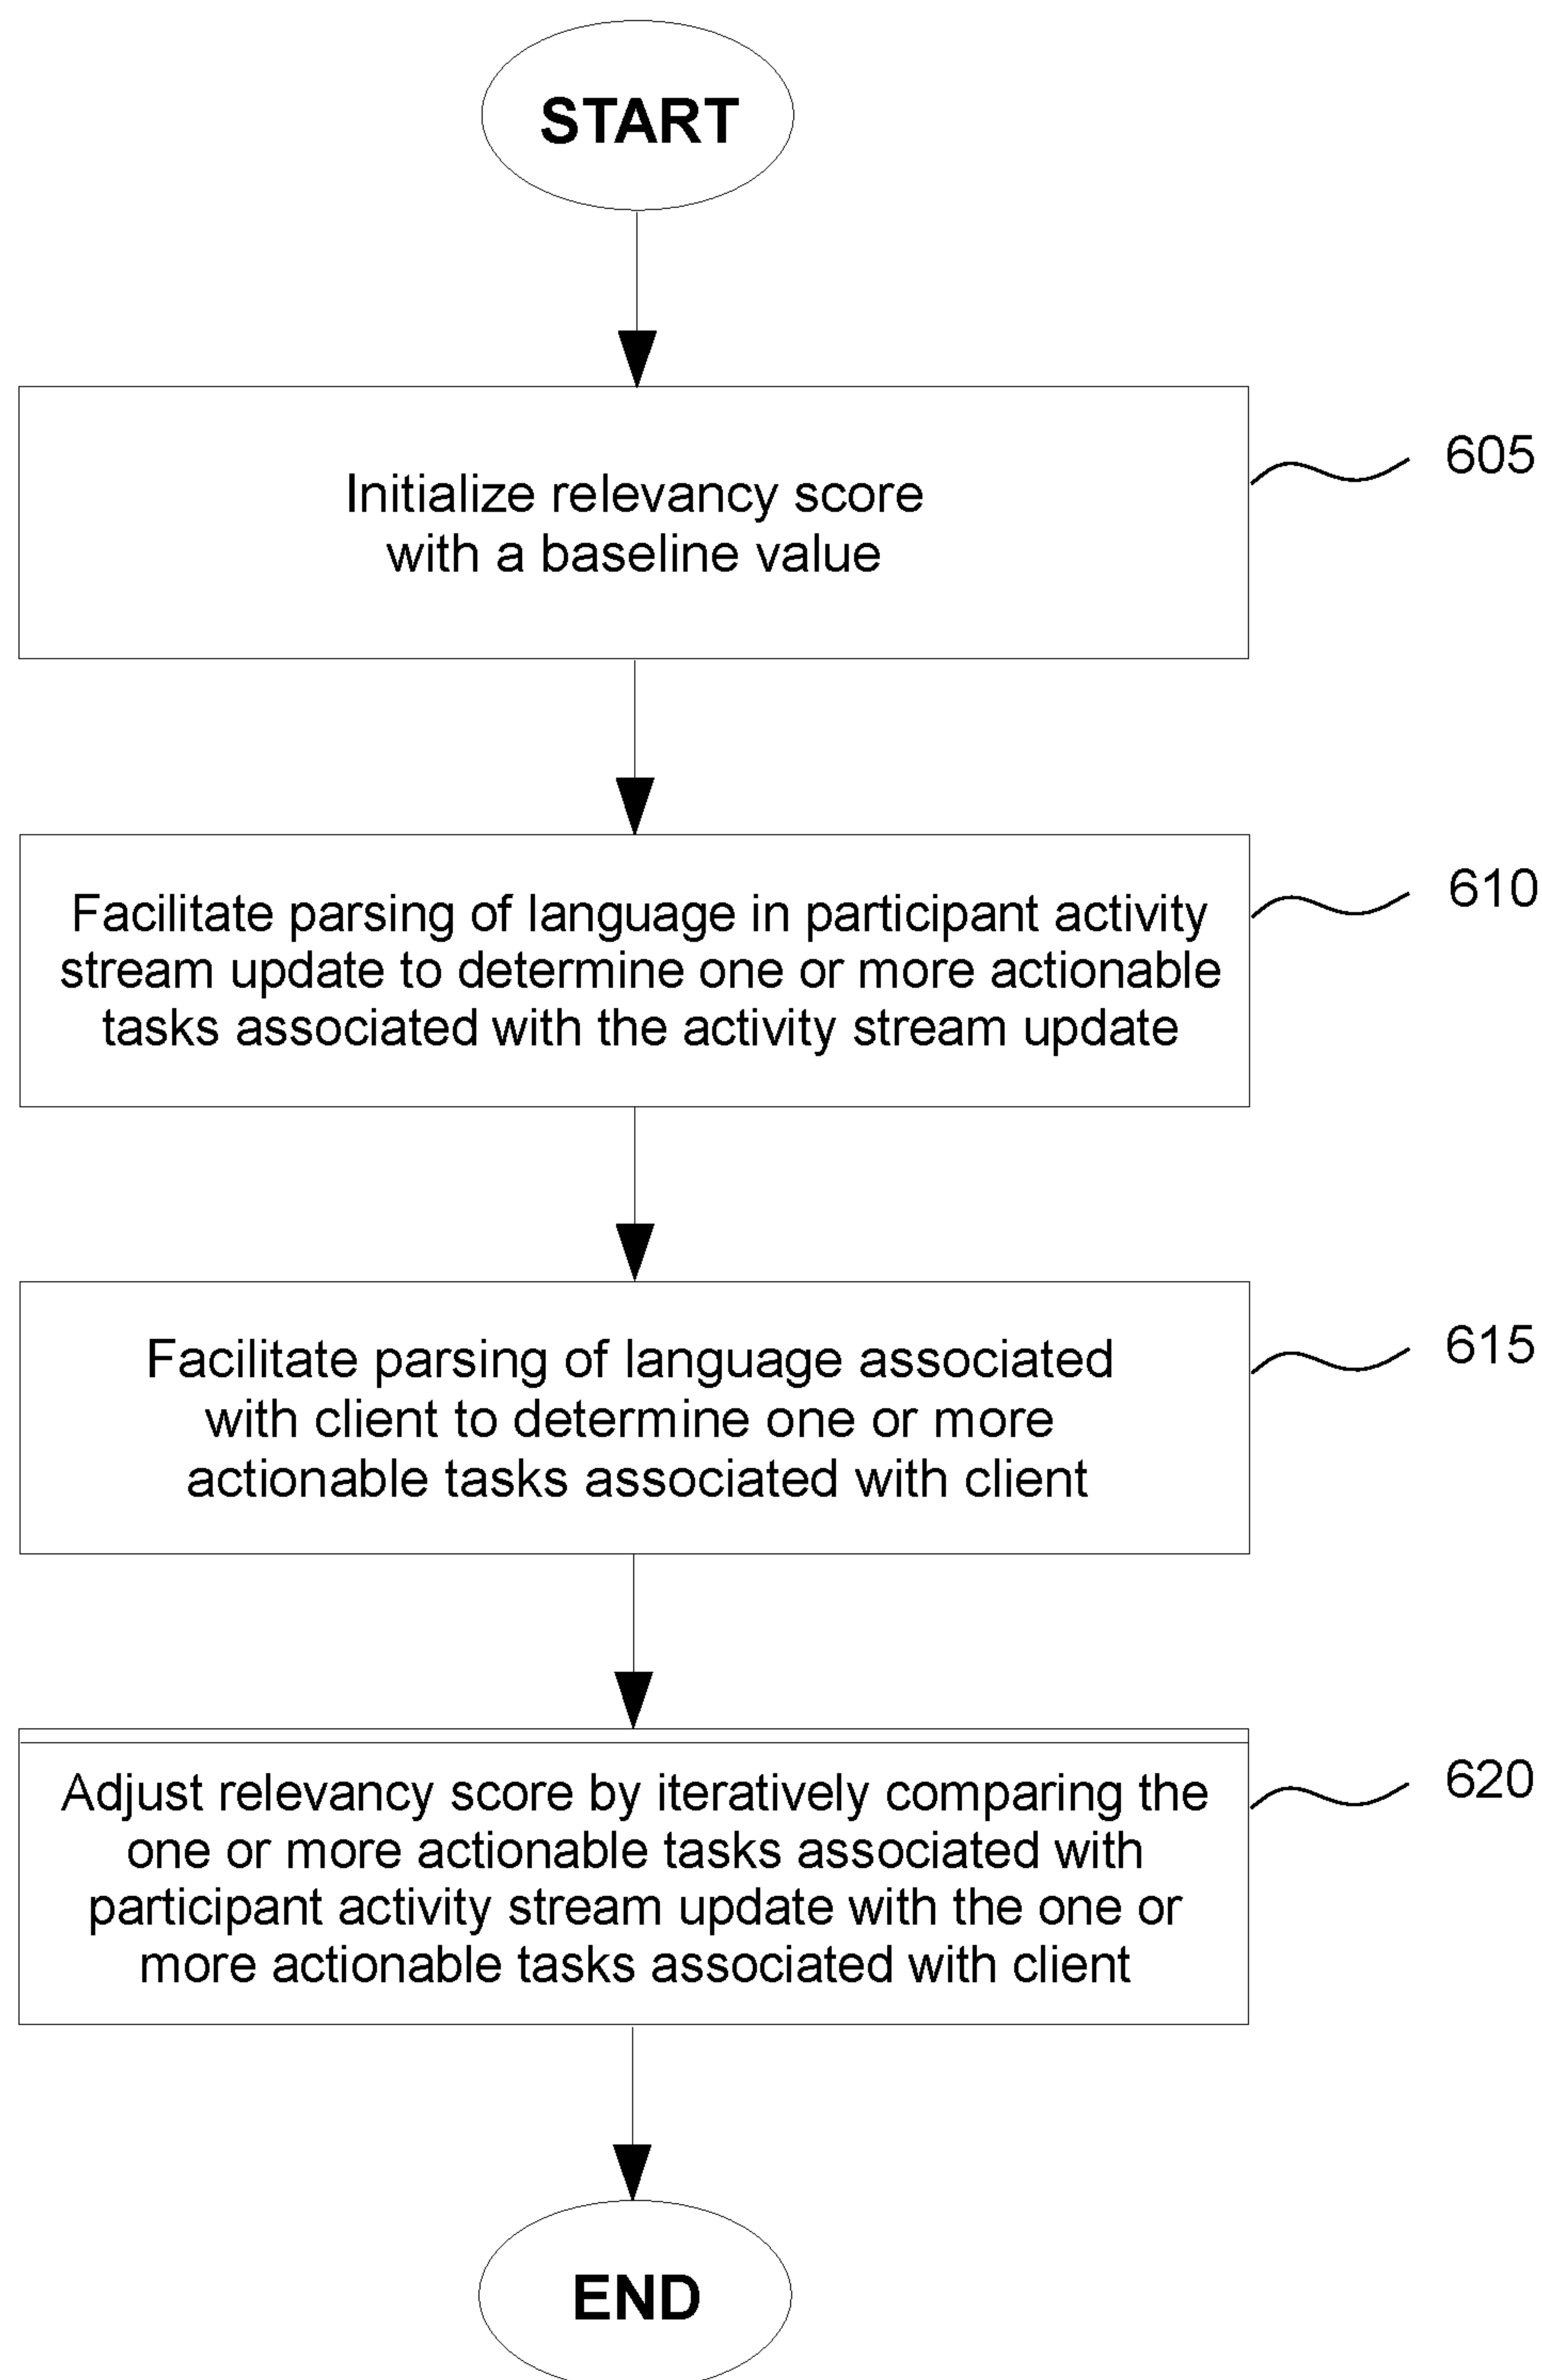 START
Initialize relevancy score
with a baseline value
605
Facilitate parsing of language in participant activity
stream update to determine one or more actionable
tasks associated with the activity stream update
610
Facilitate parsing of language associated
with client to determine one or more
actionable tasks associated with client
615
Adjust relevancy score by iteratively comparing the
one or more actionable tasks associated with
participant activity stream update with the one or
more actionable tasks associated with client
620
END